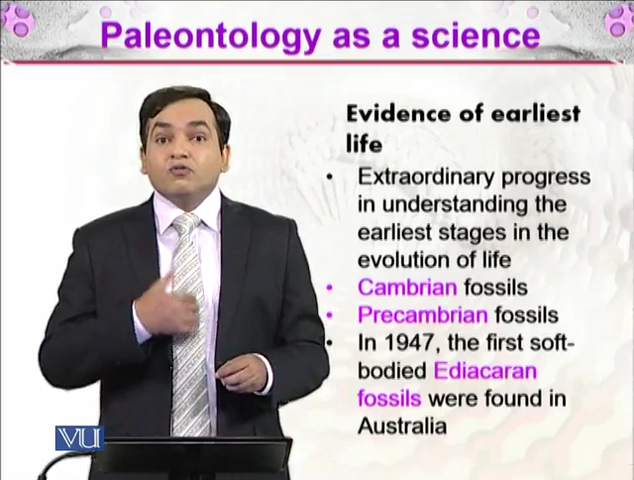 Paleontology as a science
Evidence of earliest
life
• Extraordinary progress
in understanding the
earliest stages in the
evolution of life
• Cambrian fossils
• Precambrian fossils
• In 1947, the first soft-
bodied Ediacaran
fossils were found in
Australia
VU